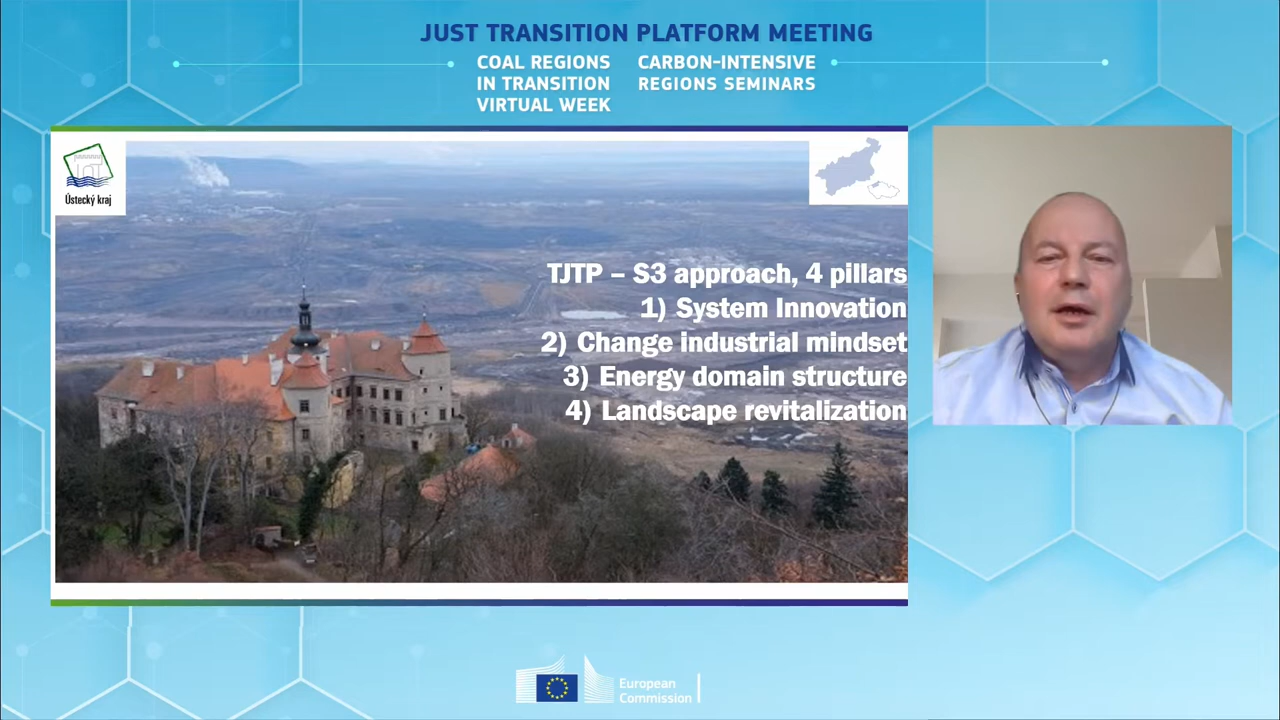 JUST TRANSITION PLATFORM MEETING
COAL REGIONS
IN TRANSITION
VIRTUAL WEEK
CARBON-INTENSIVE
REGIONS SEMINARS
Ústecký kraj
TJTP – S3 approach, 4 pillars
1) System Innovation
2) Change industrial mindset
3) Energy domain structure
4) Landscape revitalization
European
Commission